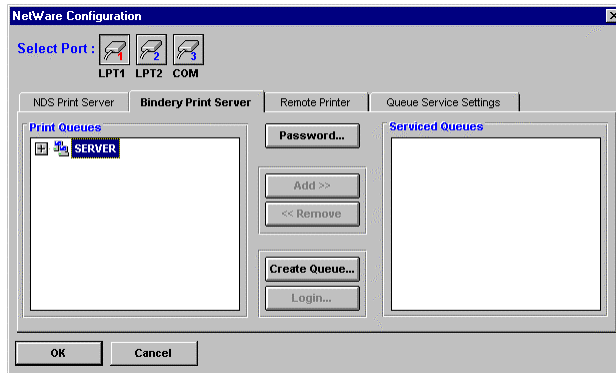 NetWare Configuration
Select Port :
1 2 3
LPT1 LPT2 COM
NDS Print Server Bindery Print Server Remote Printer Queue Service Settings
Print Queues Password... Serviced Queues
SERVER
Add >>
<< Remove
Create Queue...
Login...
OK Cancel